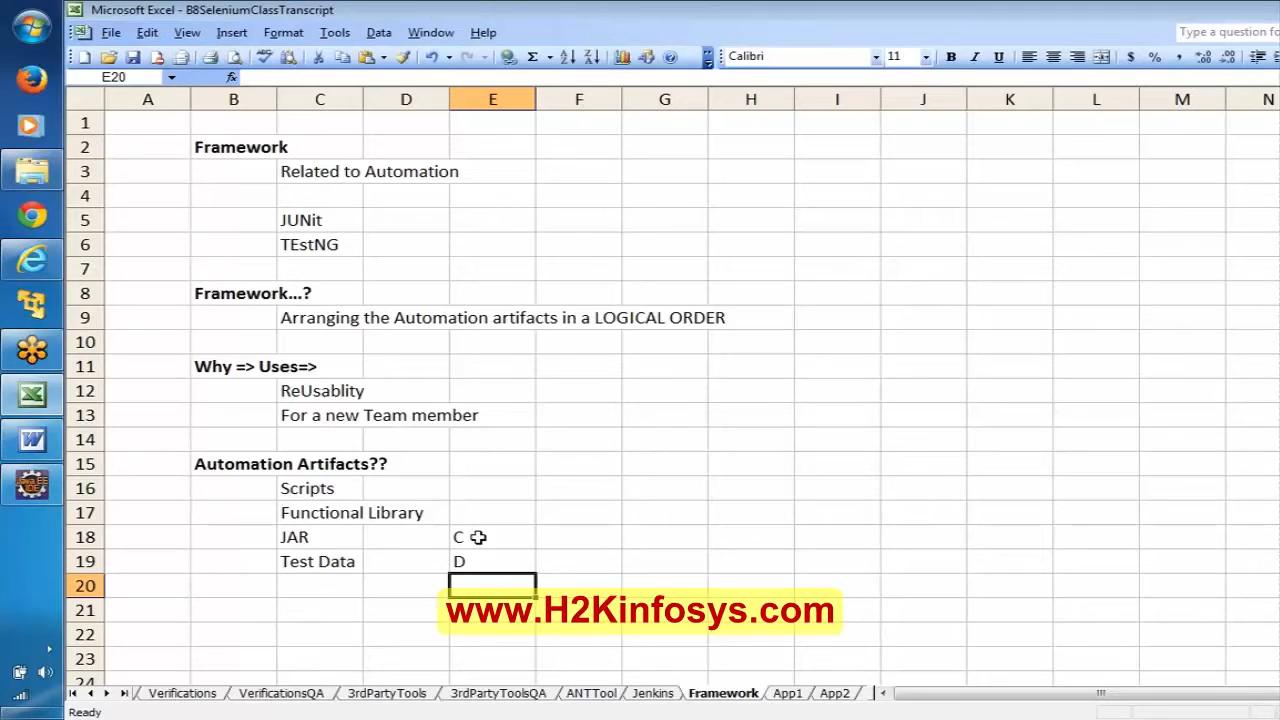 Microsoft Excel - B8SeleniumClassTranscript
File Edit View Insert Format Tools Data Window Help
Type a question fo
Calibri 11 B I U $ %
E20 fx
A B C D E F G H I J K L M N
1
2 Framework
3 Related to Automation
4
5 JUNit
6 TEstNG
7
8 Framework...?
9 Arranging the Automation artifacts in a LOGICAL ORDER
10
11 Why => Uses=>
12 ReUsablity
13 For a new Team member
14
15 Automation Artifacts??
16 Scripts
17 Functional Library
18 JAR C
19 Test Data D
20
21
www.H2Kinfosys.com
22
23
24
Verifications VerificationsQA 3rdPartyTools 3rdPartyToolsQA ANTTool Jenkins Framework App1 App2
Ready